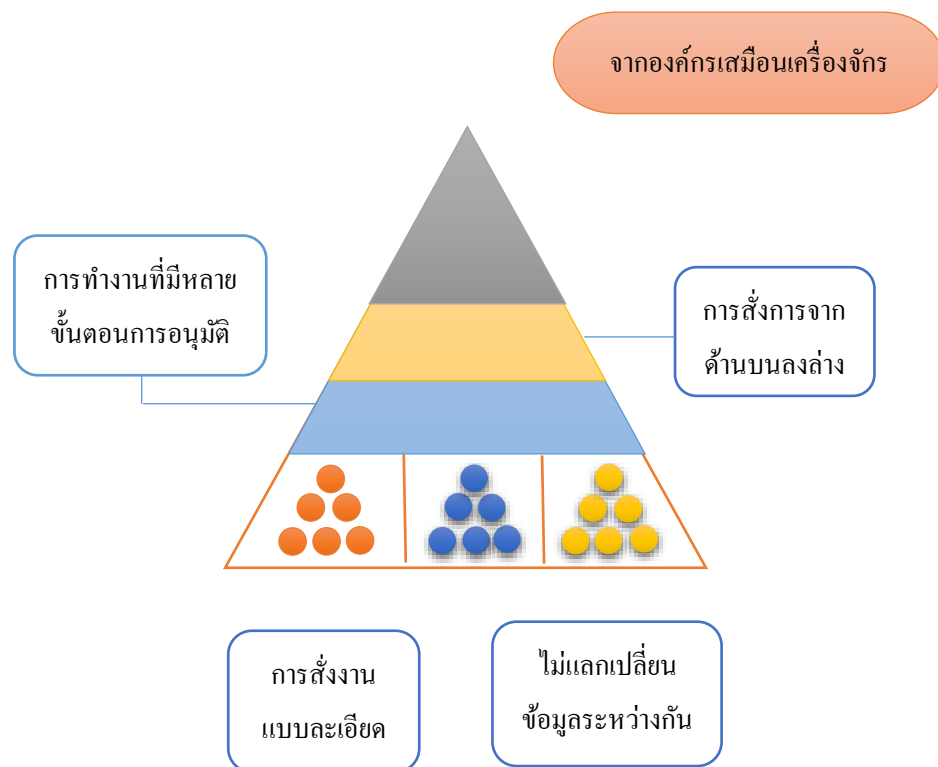 จากองค์กรเสมือนเครื่องจักร
การทำงานที่มีหลาย
ขั้นตอนการอนุมัติ
การสั่งการจาก
ด้านบนลงล่าง
การสั่งงาน
แบบละเอียด
ไม่แลกเปลี่ยน
ข้อมูลระหว่างกัน